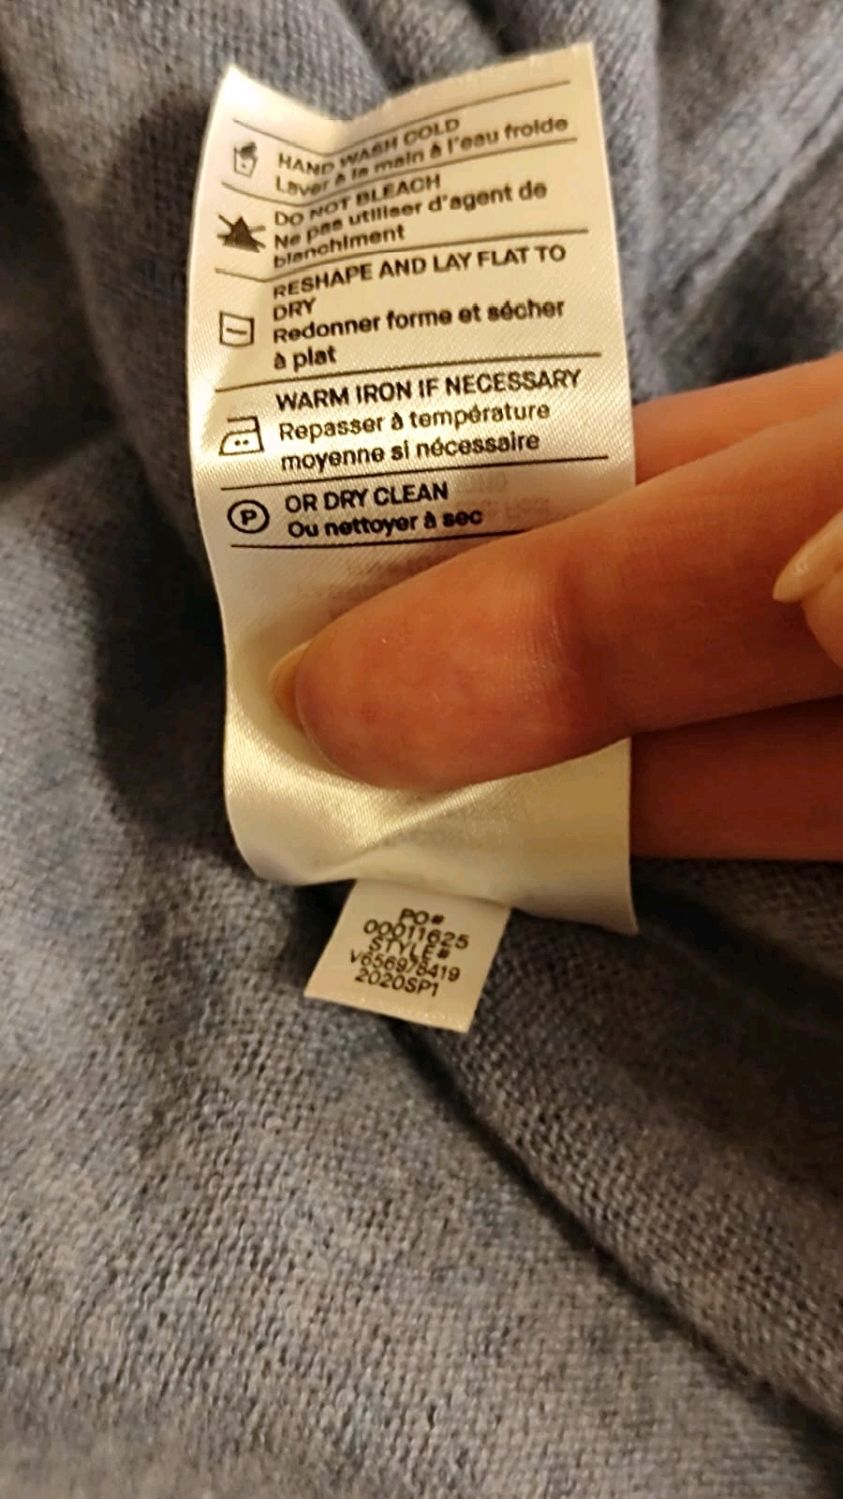 HAND WASH COLD
Laver à la main à l'eau froide
DO NOT BLEACH
Ne pas utiliser d'agent de
blanchiment
RESHAPE AND LAY FLAT TO
DRY
Redonner forme et sécher
à plat
WARM IRON IF NECESSARY
Repasser à température
moyenne si nécessaire
P OR DRY CLEAN
Ou nettoyer à sec
PO#
00011625
STYLE#
V656978419
2020SP1